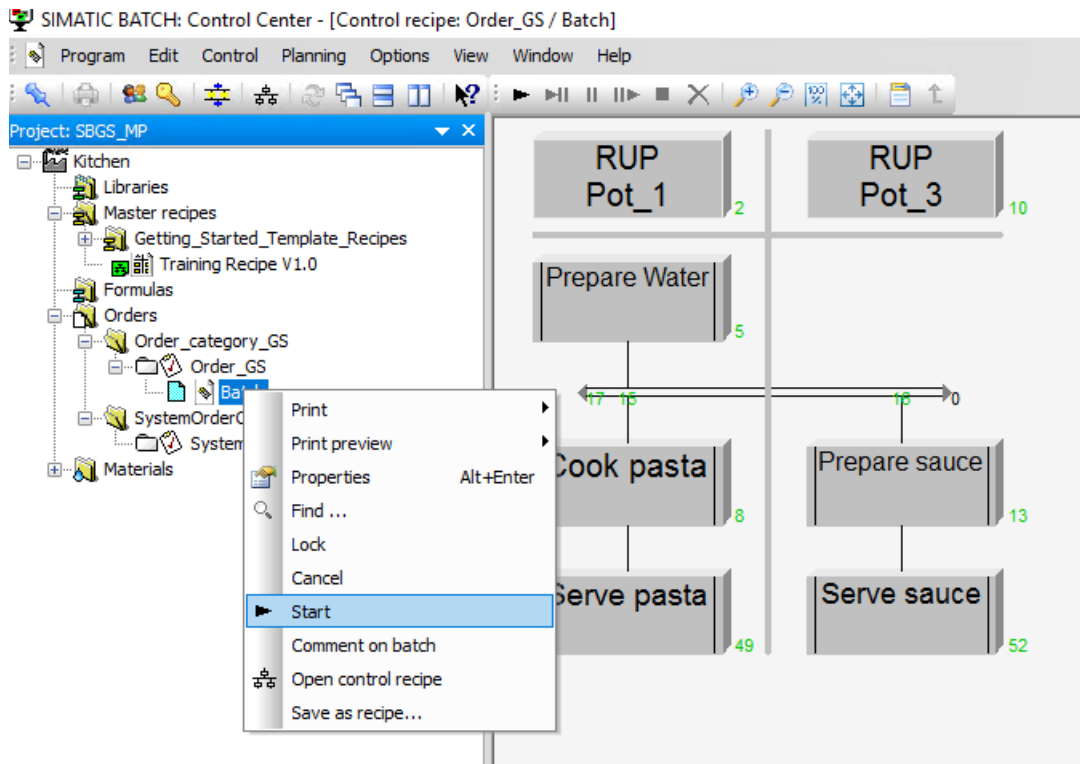 SIMATIC BATCH: Control Center - [Control recipe: Order_GS / Batch]
Program Edit Control Planning Options View Window Help
Project: SBGS_MP
Kitchen
Libraries
Master recipes
Getting_Started_Template_Recipes
Training Recipe V1.0
Formulas
Orders
Order_category_GS
Order_GS
SystemOrderC
System
Materials
Print
Print preview
Properties Alt+Enter
Find ...
Lock
Cancel
Start
Comment on batch
Open control recipe
Save as recipe...
RUP
Pot_1
2
RUP
Pot_3
10
Prepare Water
5
17 15 0
Cook pasta
8
Prepare sauce
13
Serve pasta
49
Serve sauce
52